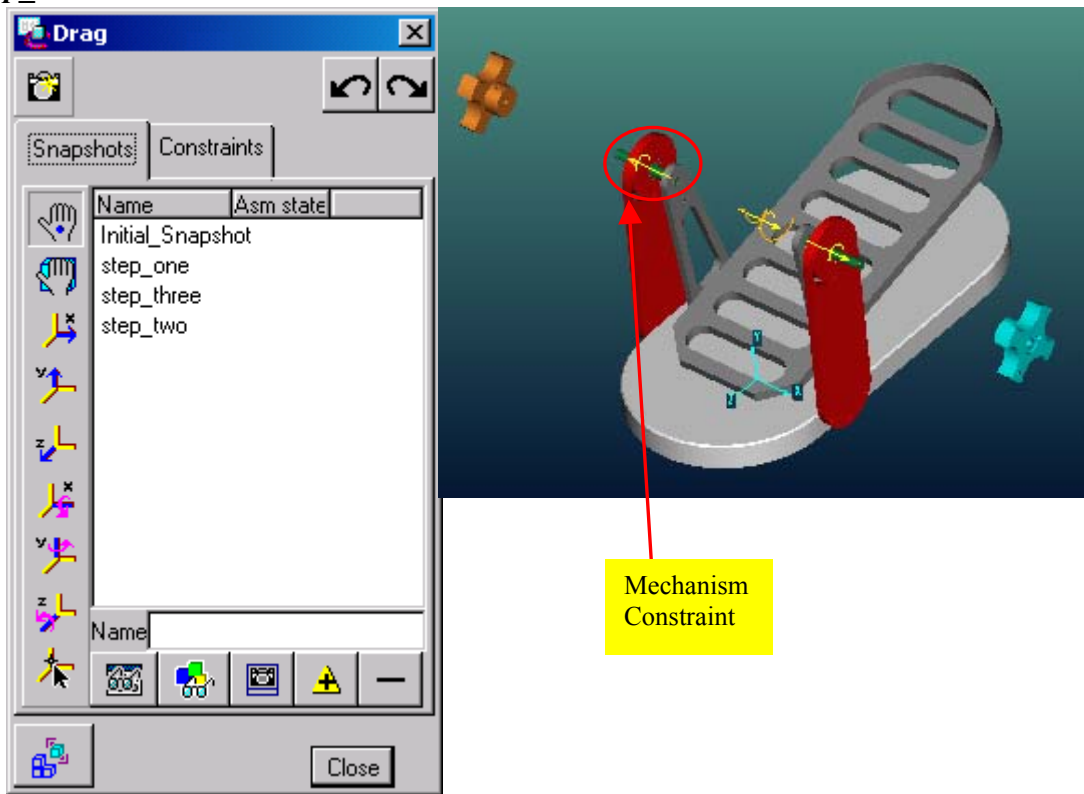 Drag
Snapshots Constraints
Name Asm state
Initial_Snapshot
step_one
step_three
step_two
Name
Close
Mechanism
Constraint
x
y
z
x
y
z
Y
X
Z